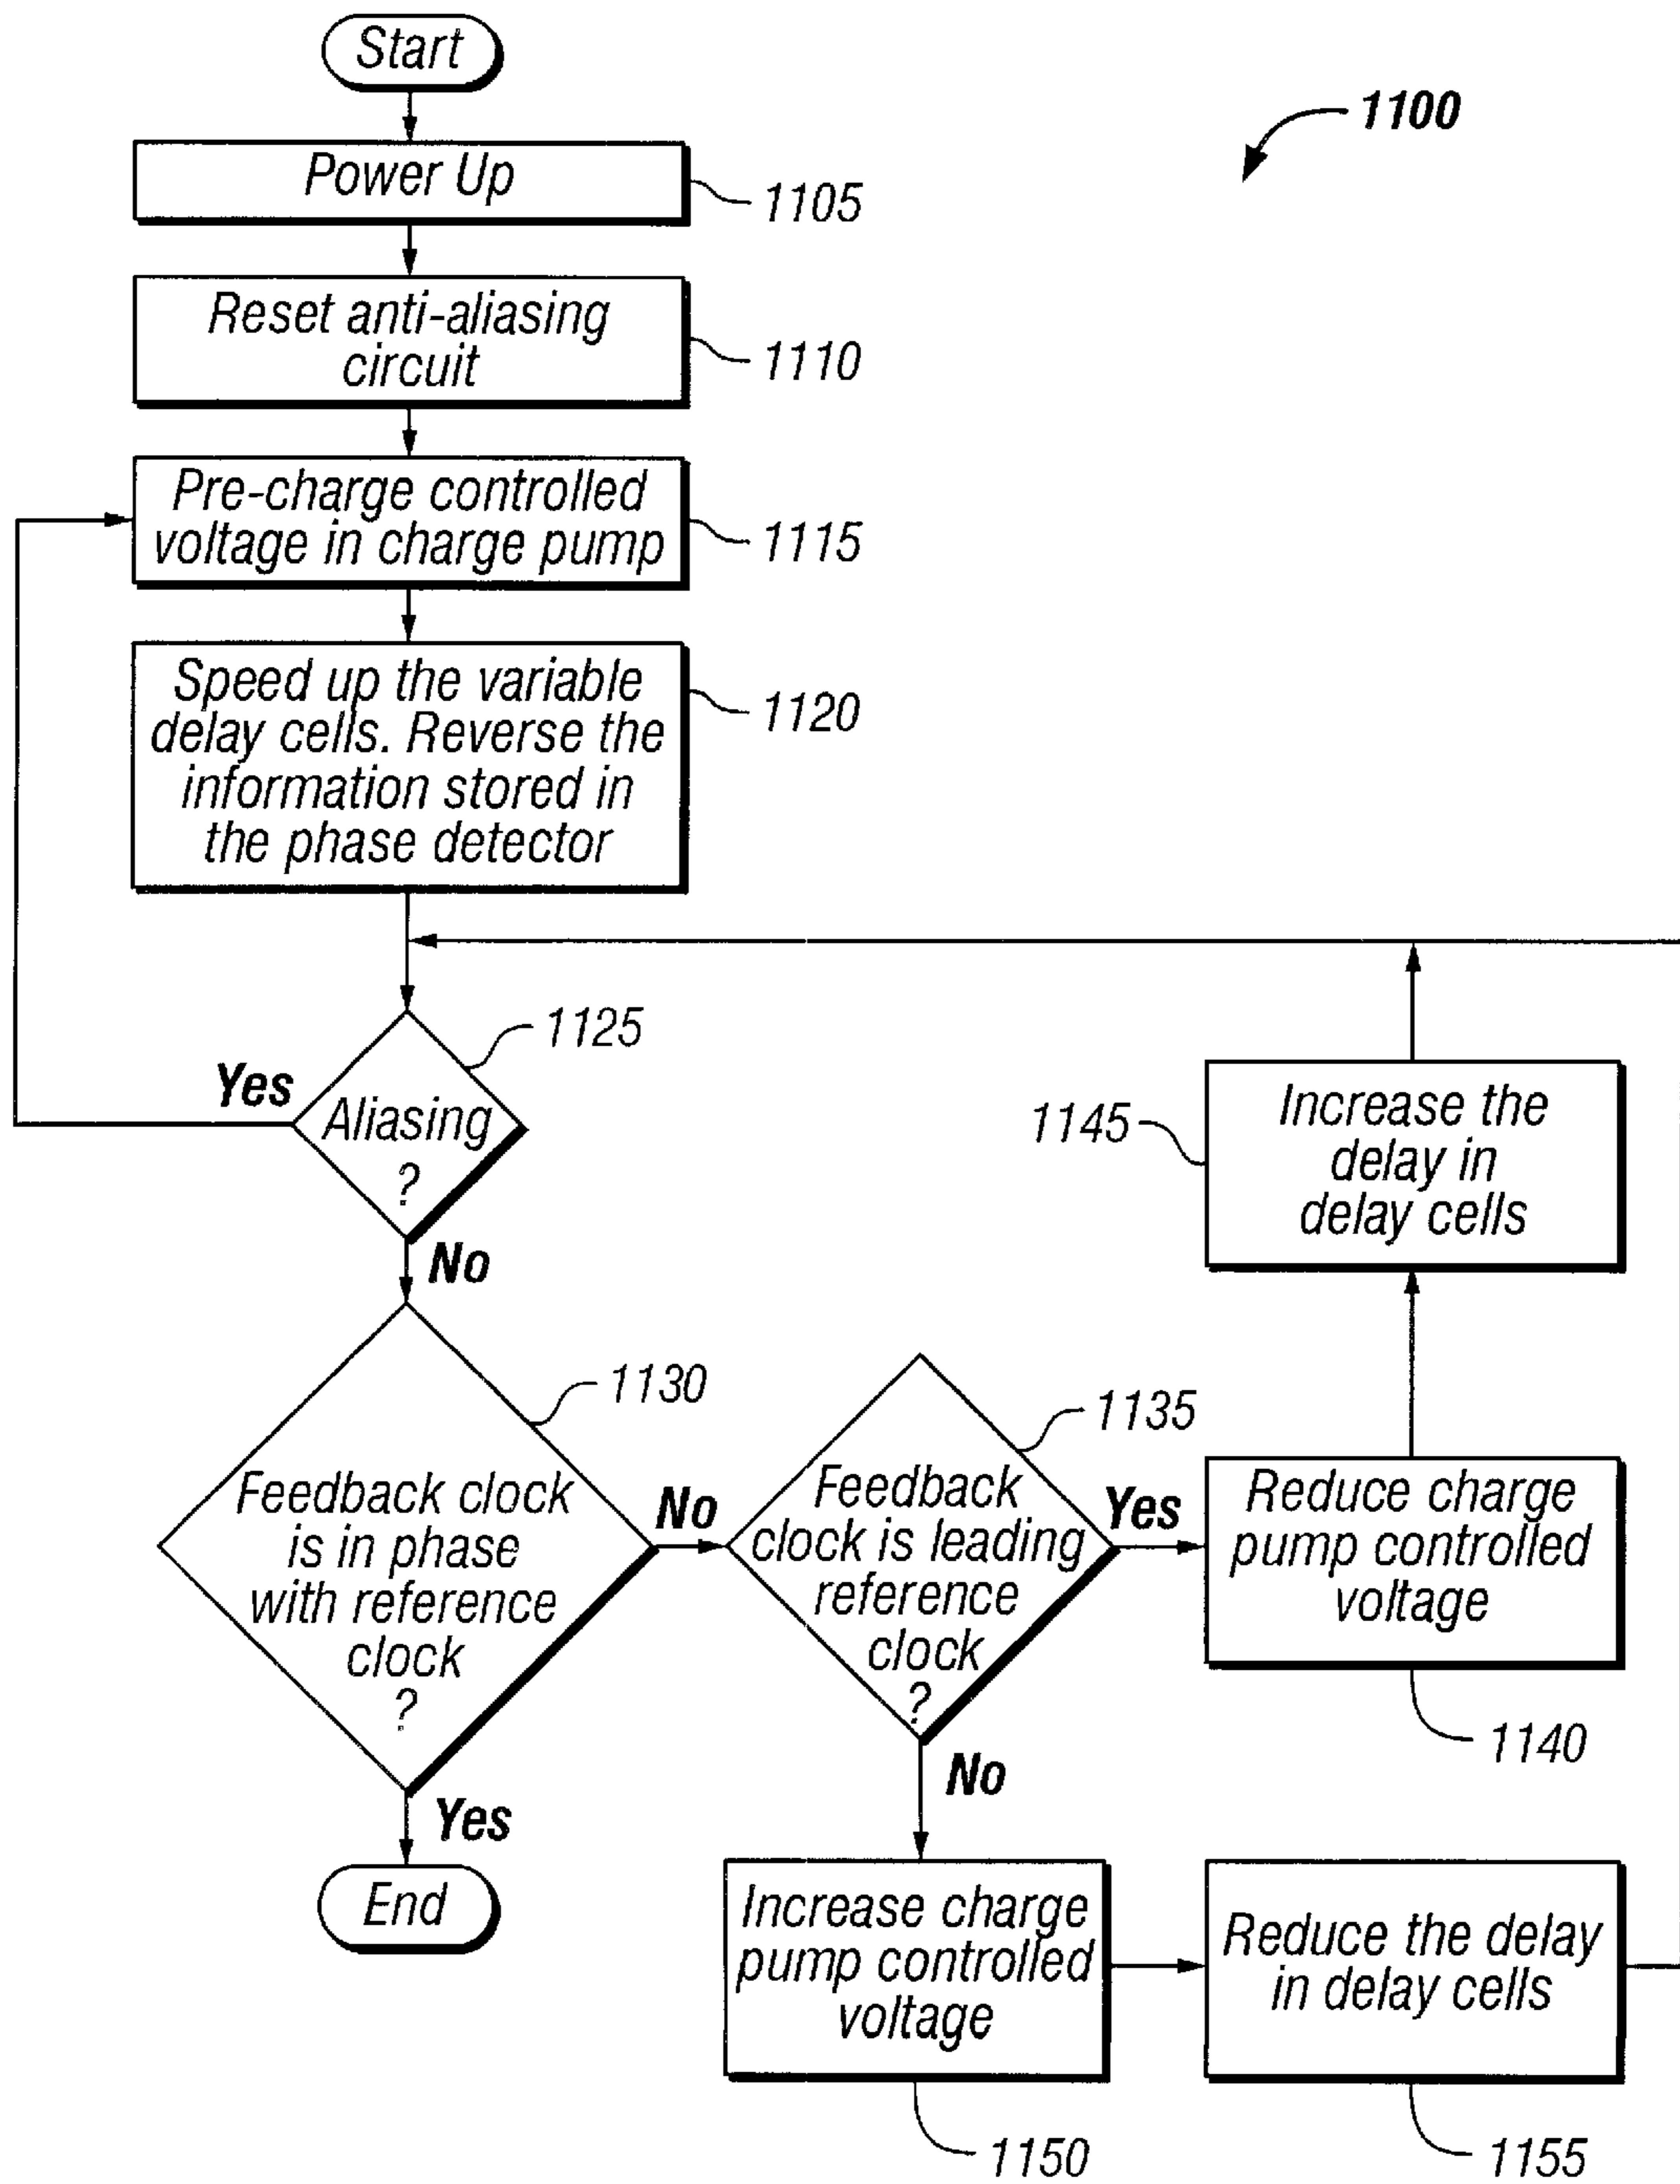 Start
1100
Power Up
1105
Reset anti-aliasing
circuit
1110
Pre-charge controlled
voltage in charge pump
1115
Speed up the variable
delay cells. Reverse the
information stored in
the phase detector
1120
1125
Yes
Aliasing
?
No
1145
Increase the
delay in
delay cells
1130
Feedback clock
is in phase
with reference
clock
?
No
Yes
End
1135
Feedback
clock is leading
reference
clock
?
Yes
No
Reduce charge
pump controlled
voltage
1140
Increase charge
pump controlled
voltage
1150
Reduce the delay
in delay cells
1155